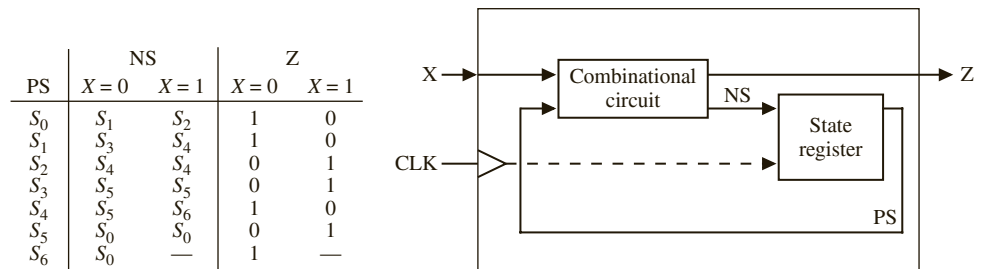 NS Z
PS X = 0 X = 1 X = 0 X = 1
S₀ S₁ S₂ 1 0
S₁ S₃ S₄ 1 0
S₂ S₄ S₄ 0 1
S₃ S₅ S₅ 0 1
S₄ S₅ S₆ 1 0
S₅ S₀ S₀ 0 1
S₆ S₀ — 1 —
X
Combinational
circuit
Z
NS
State
register
CLK
PS